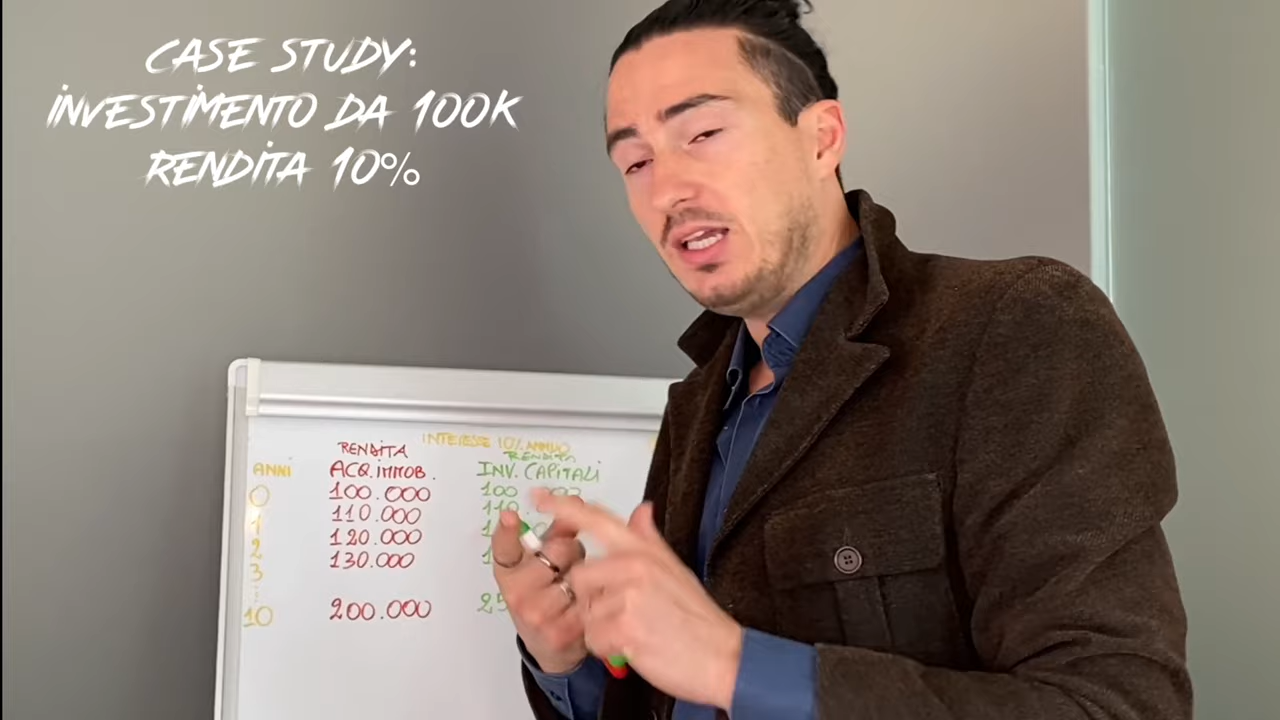 CASE STUDY:
INVESTIMENTO DA 100K
RENDITA 10%
INTERESSE 10% ANNUO
RENDITA RENDITA
ANNI ACQ. IMMOB. INV. CAPITALI
0 100.000 100
1 110.000 110
2 120.000
3 130.000
10 200.000